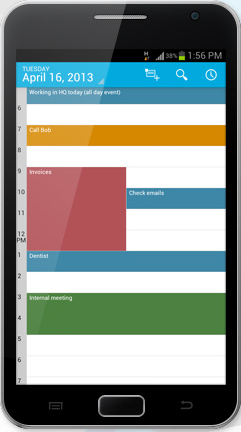 H 38% 1:56 PM
TUESDAY
April 16, 2013
Working in HQ today (all day event)
6
7 Call Bob
8
9 Invoices
10 Check emails
11
12
PM
1 Dentist
2
3 Internal meeting
4
5
6
7